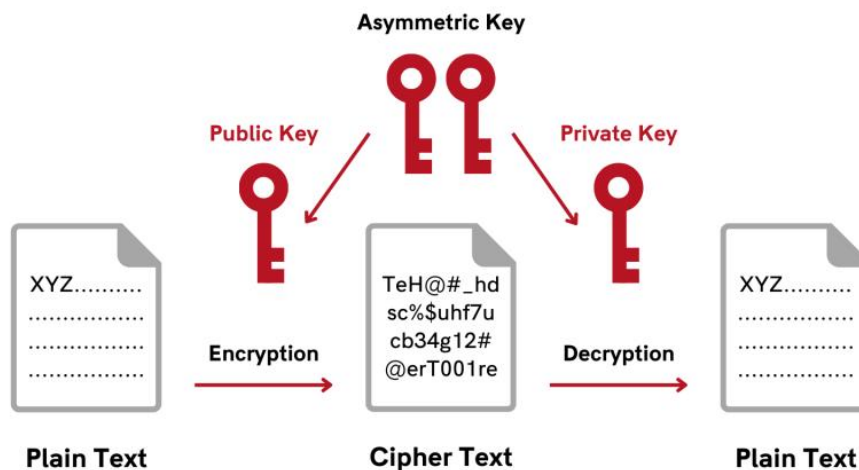 Asymmetric Key
Public Key
Private Key
XYZ..........
.................
.................
.................
Encryption
TeH@#_hd
sc%$uhf7u
cb34g12#
@erT001re
Decryption
XYZ..........
.................
.................
.................
Plain Text
Cipher Text
Plain Text